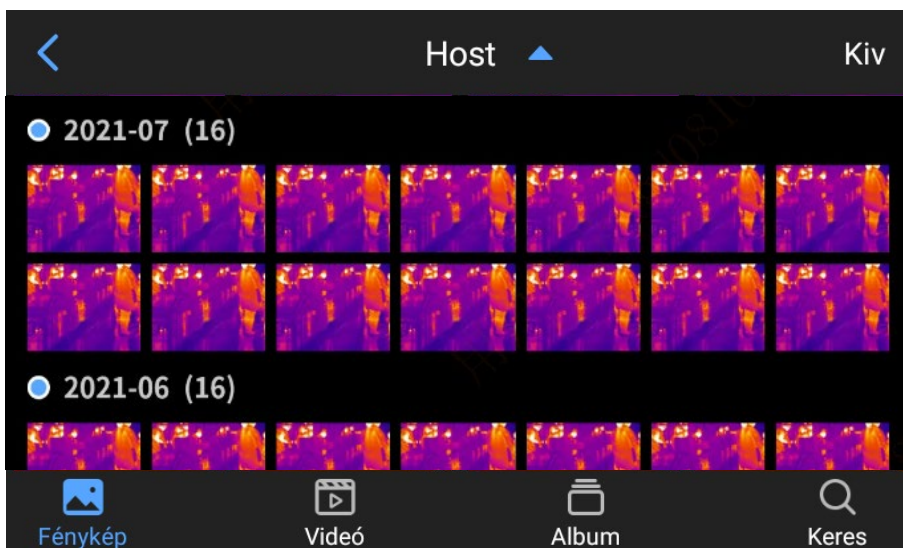 Host
Kiv
2021-07 (16)
2021-06 (16)
Fénykép
Videó
Album
Keres